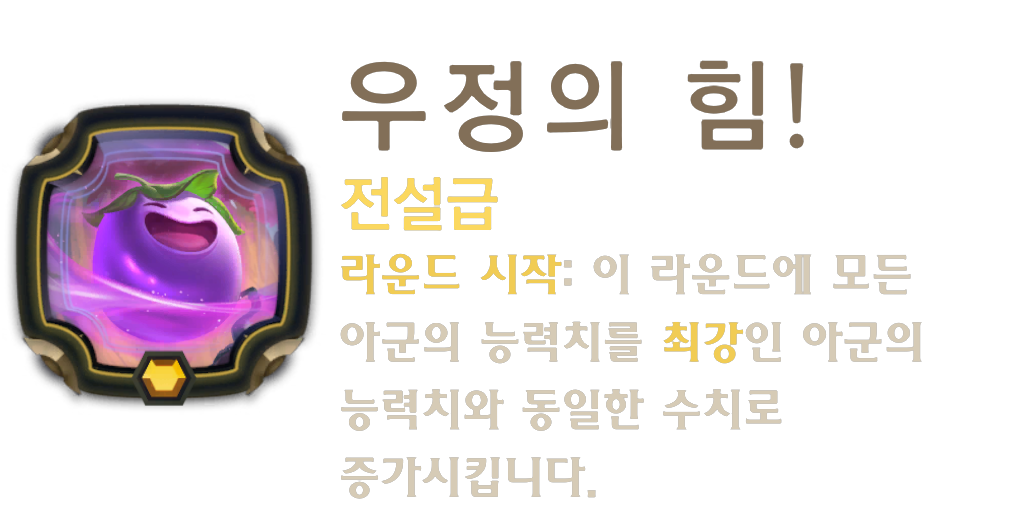 우정의 힘!
전설급
라운드 시작: 이 라운드에 모든
아군의 능력치를 최강인 아군의
능력치와 동일한 수치로
증가시킵니다.